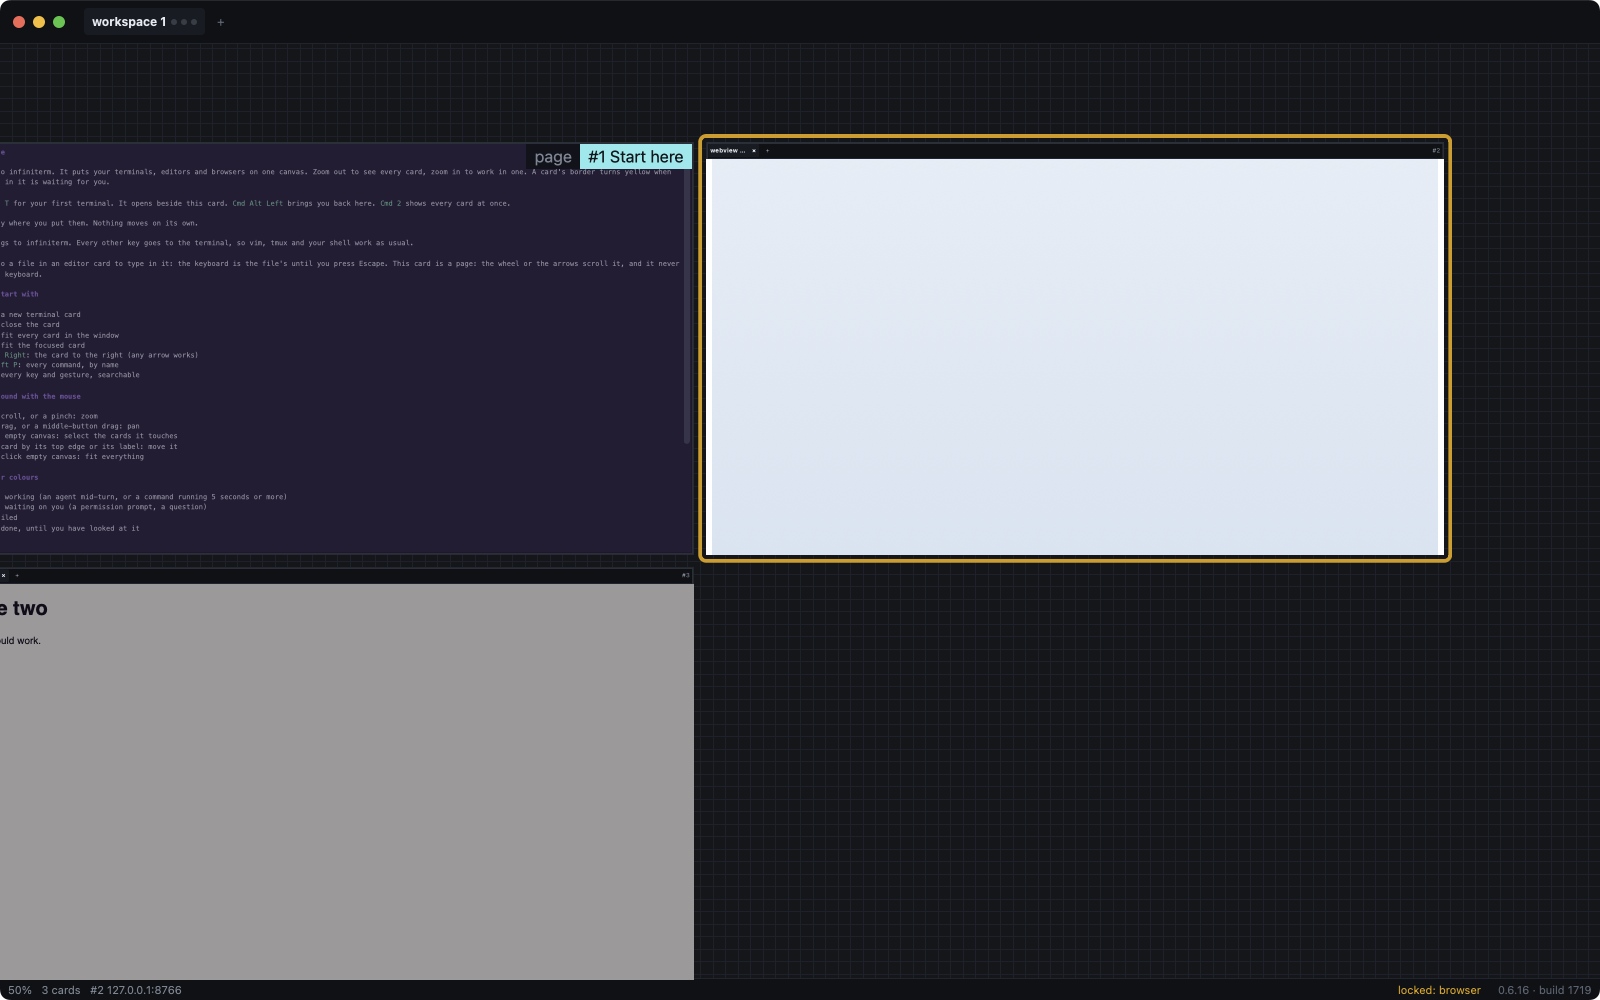 workspace 1
+
page
#1 Start here
o infiniterm. It puts your terminals, editors and browsers on one canvas. Zoom out to see every card, zoom in to work in one. A card's border turns yellow when
in it is waiting for you.
T for your first terminal. It opens beside this card. Cmd Alt Left brings you back here. Cmd 2 shows every card at once.
y where you put them. Nothing moves on its own.
gs to infiniterm. Every other key goes to the terminal, so vim, tmux and your shell work as usual.
o a file in an editor card to type in it: the keyboard is the file's until you press Escape. This card is a page: the wheel or the arrows scroll it, and it never
keyboard.
tart with
a new terminal card
close the card
fit every card in the window
fit the focused card
Right: the card to the right (any arrow works)
ft P: every command, by name
every key and gesture, searchable
ound with the mouse
croll, or a pinch: zoom
rag, or a middle-button drag: pan
empty canvas: select the cards it touches
card by its top edge or its label: move it
click empty canvas: fit everything
r colours
working (an agent mid-turn, or a command running 5 seconds or more)
waiting on you (a permission prompt, a question)
iled
done, until you have looked at it
webview ... × +
#2
× +
#3
e two
ould work.
50% 3 cards #2 127.0.0.1:8766
locked: browser 0.6.16 · build 1719